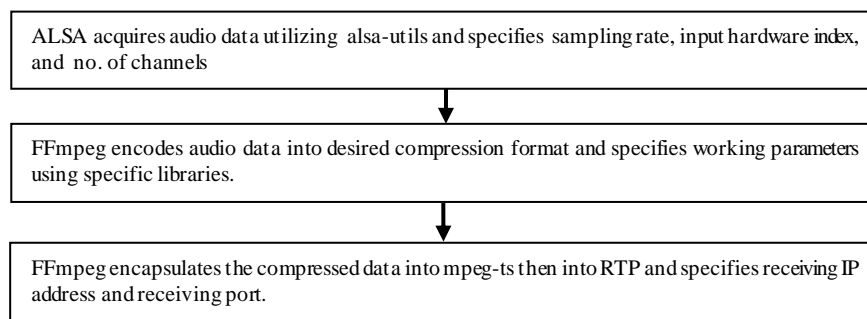 ALSA acquires audio data utilizing alsa-utils and specifies sampling rate, input hardware index,
and no. of channels
FFmpeg encodes audio data into desired compression format and specifies working parameters
using specific libraries.
FFmpeg encapsulates the compressed data into mpeg-ts then into RTP and specifies receiving IP
address and receiving port.